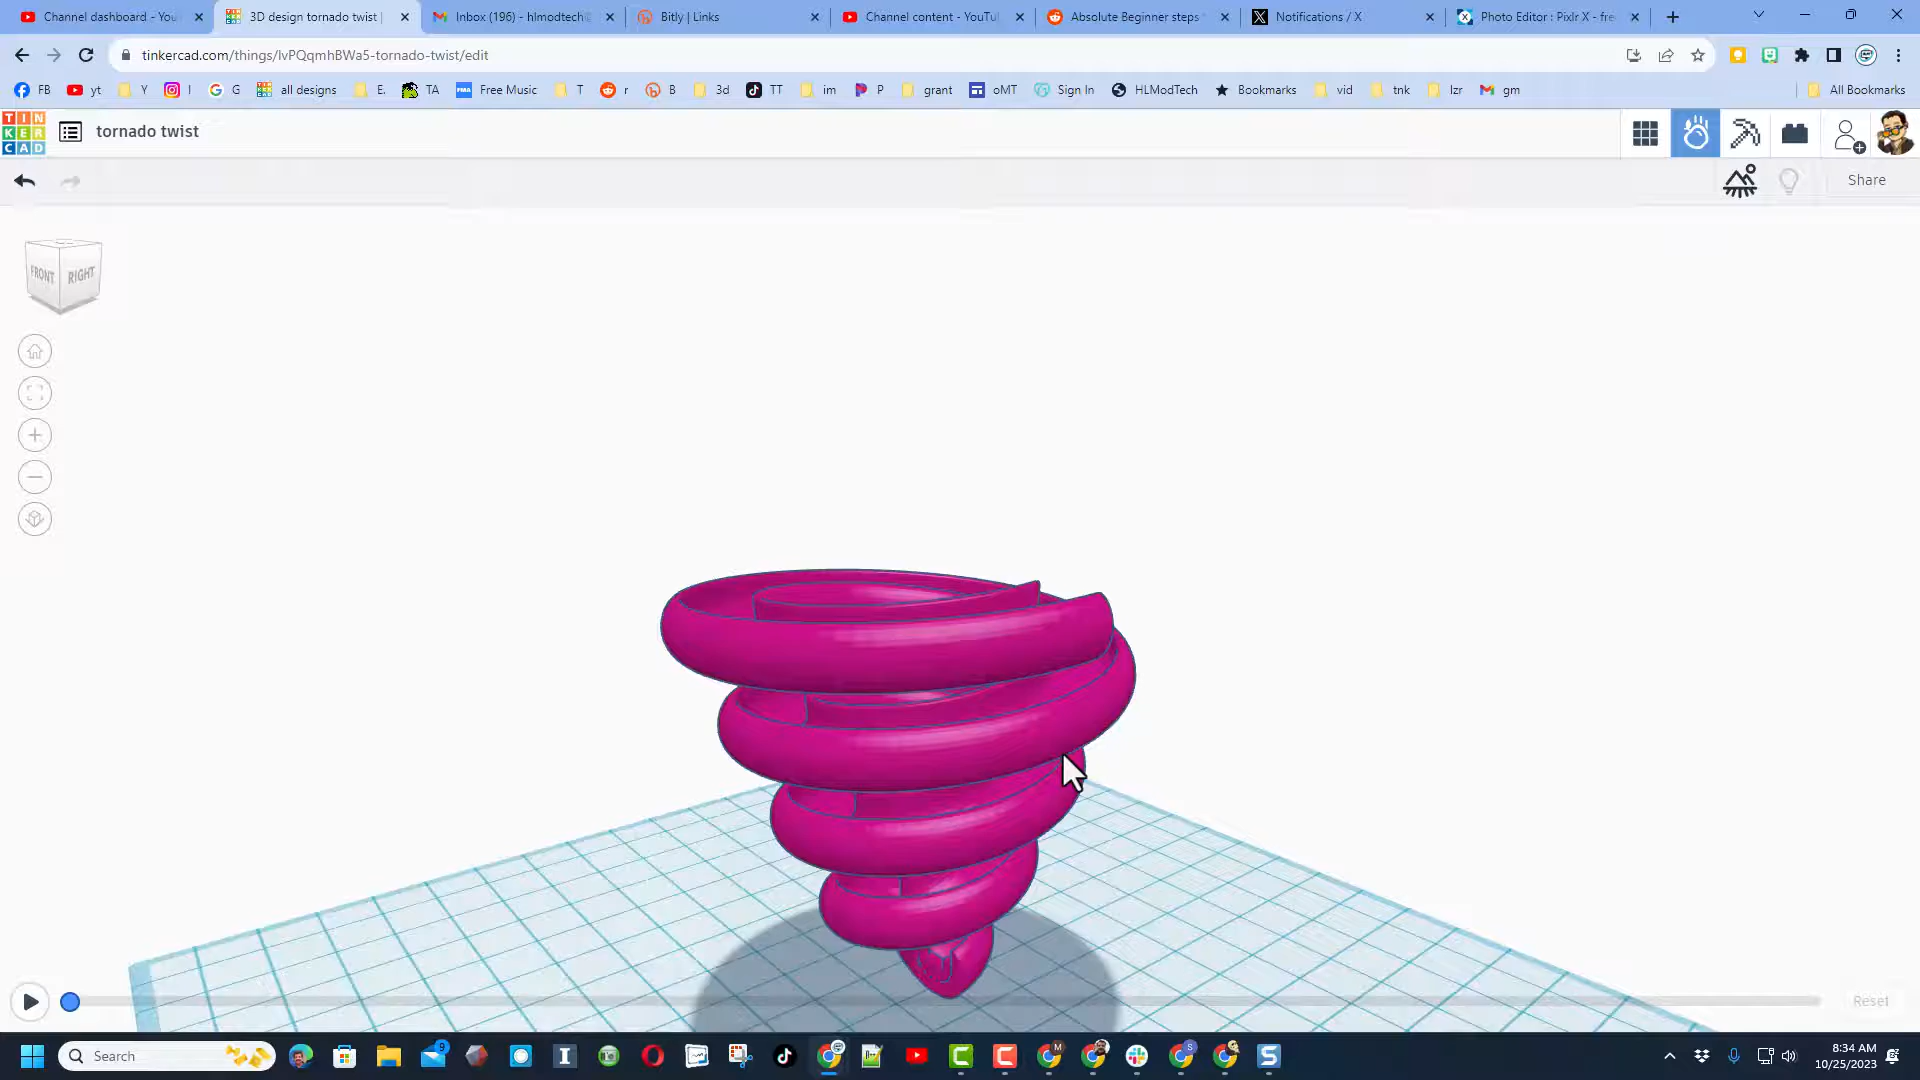 Channel dashboard - You
3D design tornado twist |
Inbox (196) - hlmodtech@
Bitly | Links
Channel content - YouTu
Absolute Beginner steps
Notifications / X
Photo Editor : Pixlr X - fre
tinkercad.com/things/lvPQqmhBWa5-tornado-twist/edit
FB
yt
Y
I
G
all designs
E.
TA
FMA
Free Music
T
r
B
3d
TT
im
P
grant
oMT
Sign In
HLModTech
Bookmarks
vid
tnk
lzr
gm
All Bookmarks
TIN
KER
CAD
tornado twist
Share
FRONT
RIGHT
Reset
Search
9
I
C
C
M
S
S
8:34 AM
10/25/2023